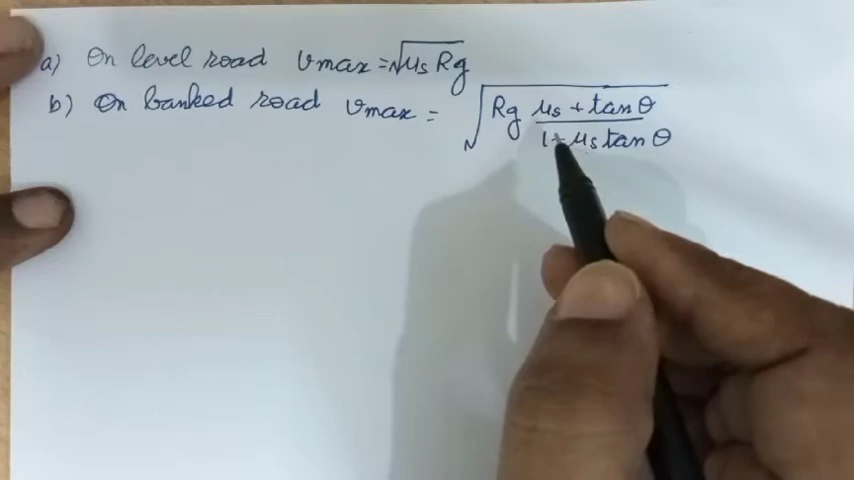 a) On level road vmax = √μs Rg
b) On banked road vmax = √Rg (μs + tan θ)/(1 - μs tan θ)